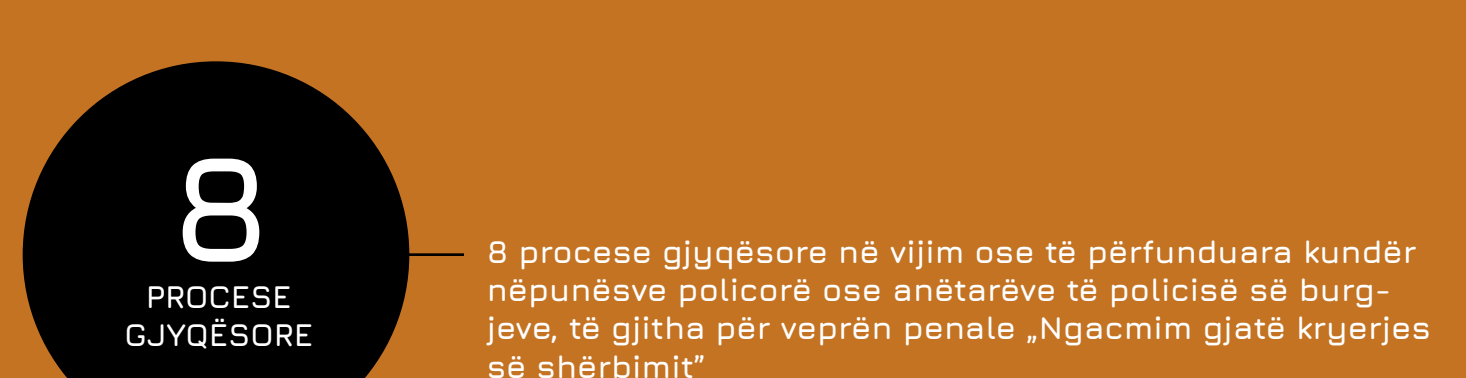 8
PROCESE
GJYQËSORE
8 procese gjyqësore në vijim ose të përfunduara kundër
nëpunësve policorë ose anëtarëve të policisë së burg-
jeve, të gjitha për veprën penale „Ngacmim gjatë kryerjes
së shërbimit”